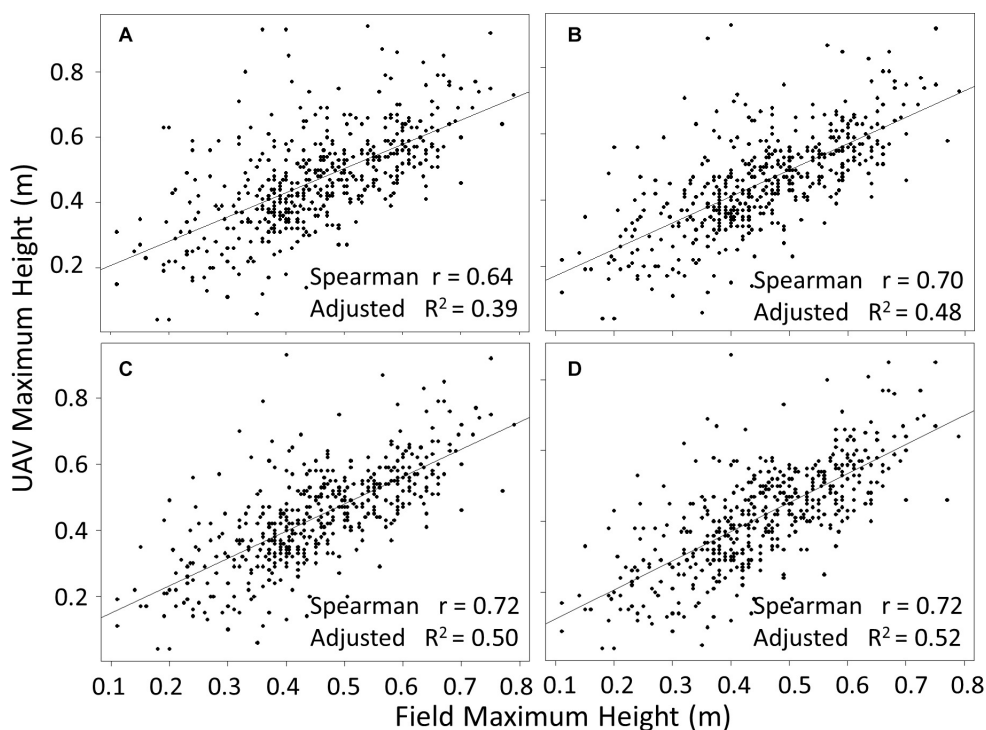 A
B
0.8
0.6
0.4
0.2
Spearman r = 0.64
Adjusted R² = 0.39
Spearman r = 0.70
Adjusted R² = 0.48
UAV Maximum Height (m)
C
D
0.8
0.6
0.4
0.2
Spearman r = 0.72
Adjusted R² = 0.50
Spearman r = 0.72
Adjusted R² = 0.52
0.1 0.2 0.3 0.4 0.5 0.6 0.7 0.8
0.1 0.2 0.3 0.4 0.5 0.6 0.7 0.8
Field Maximum Height (m)